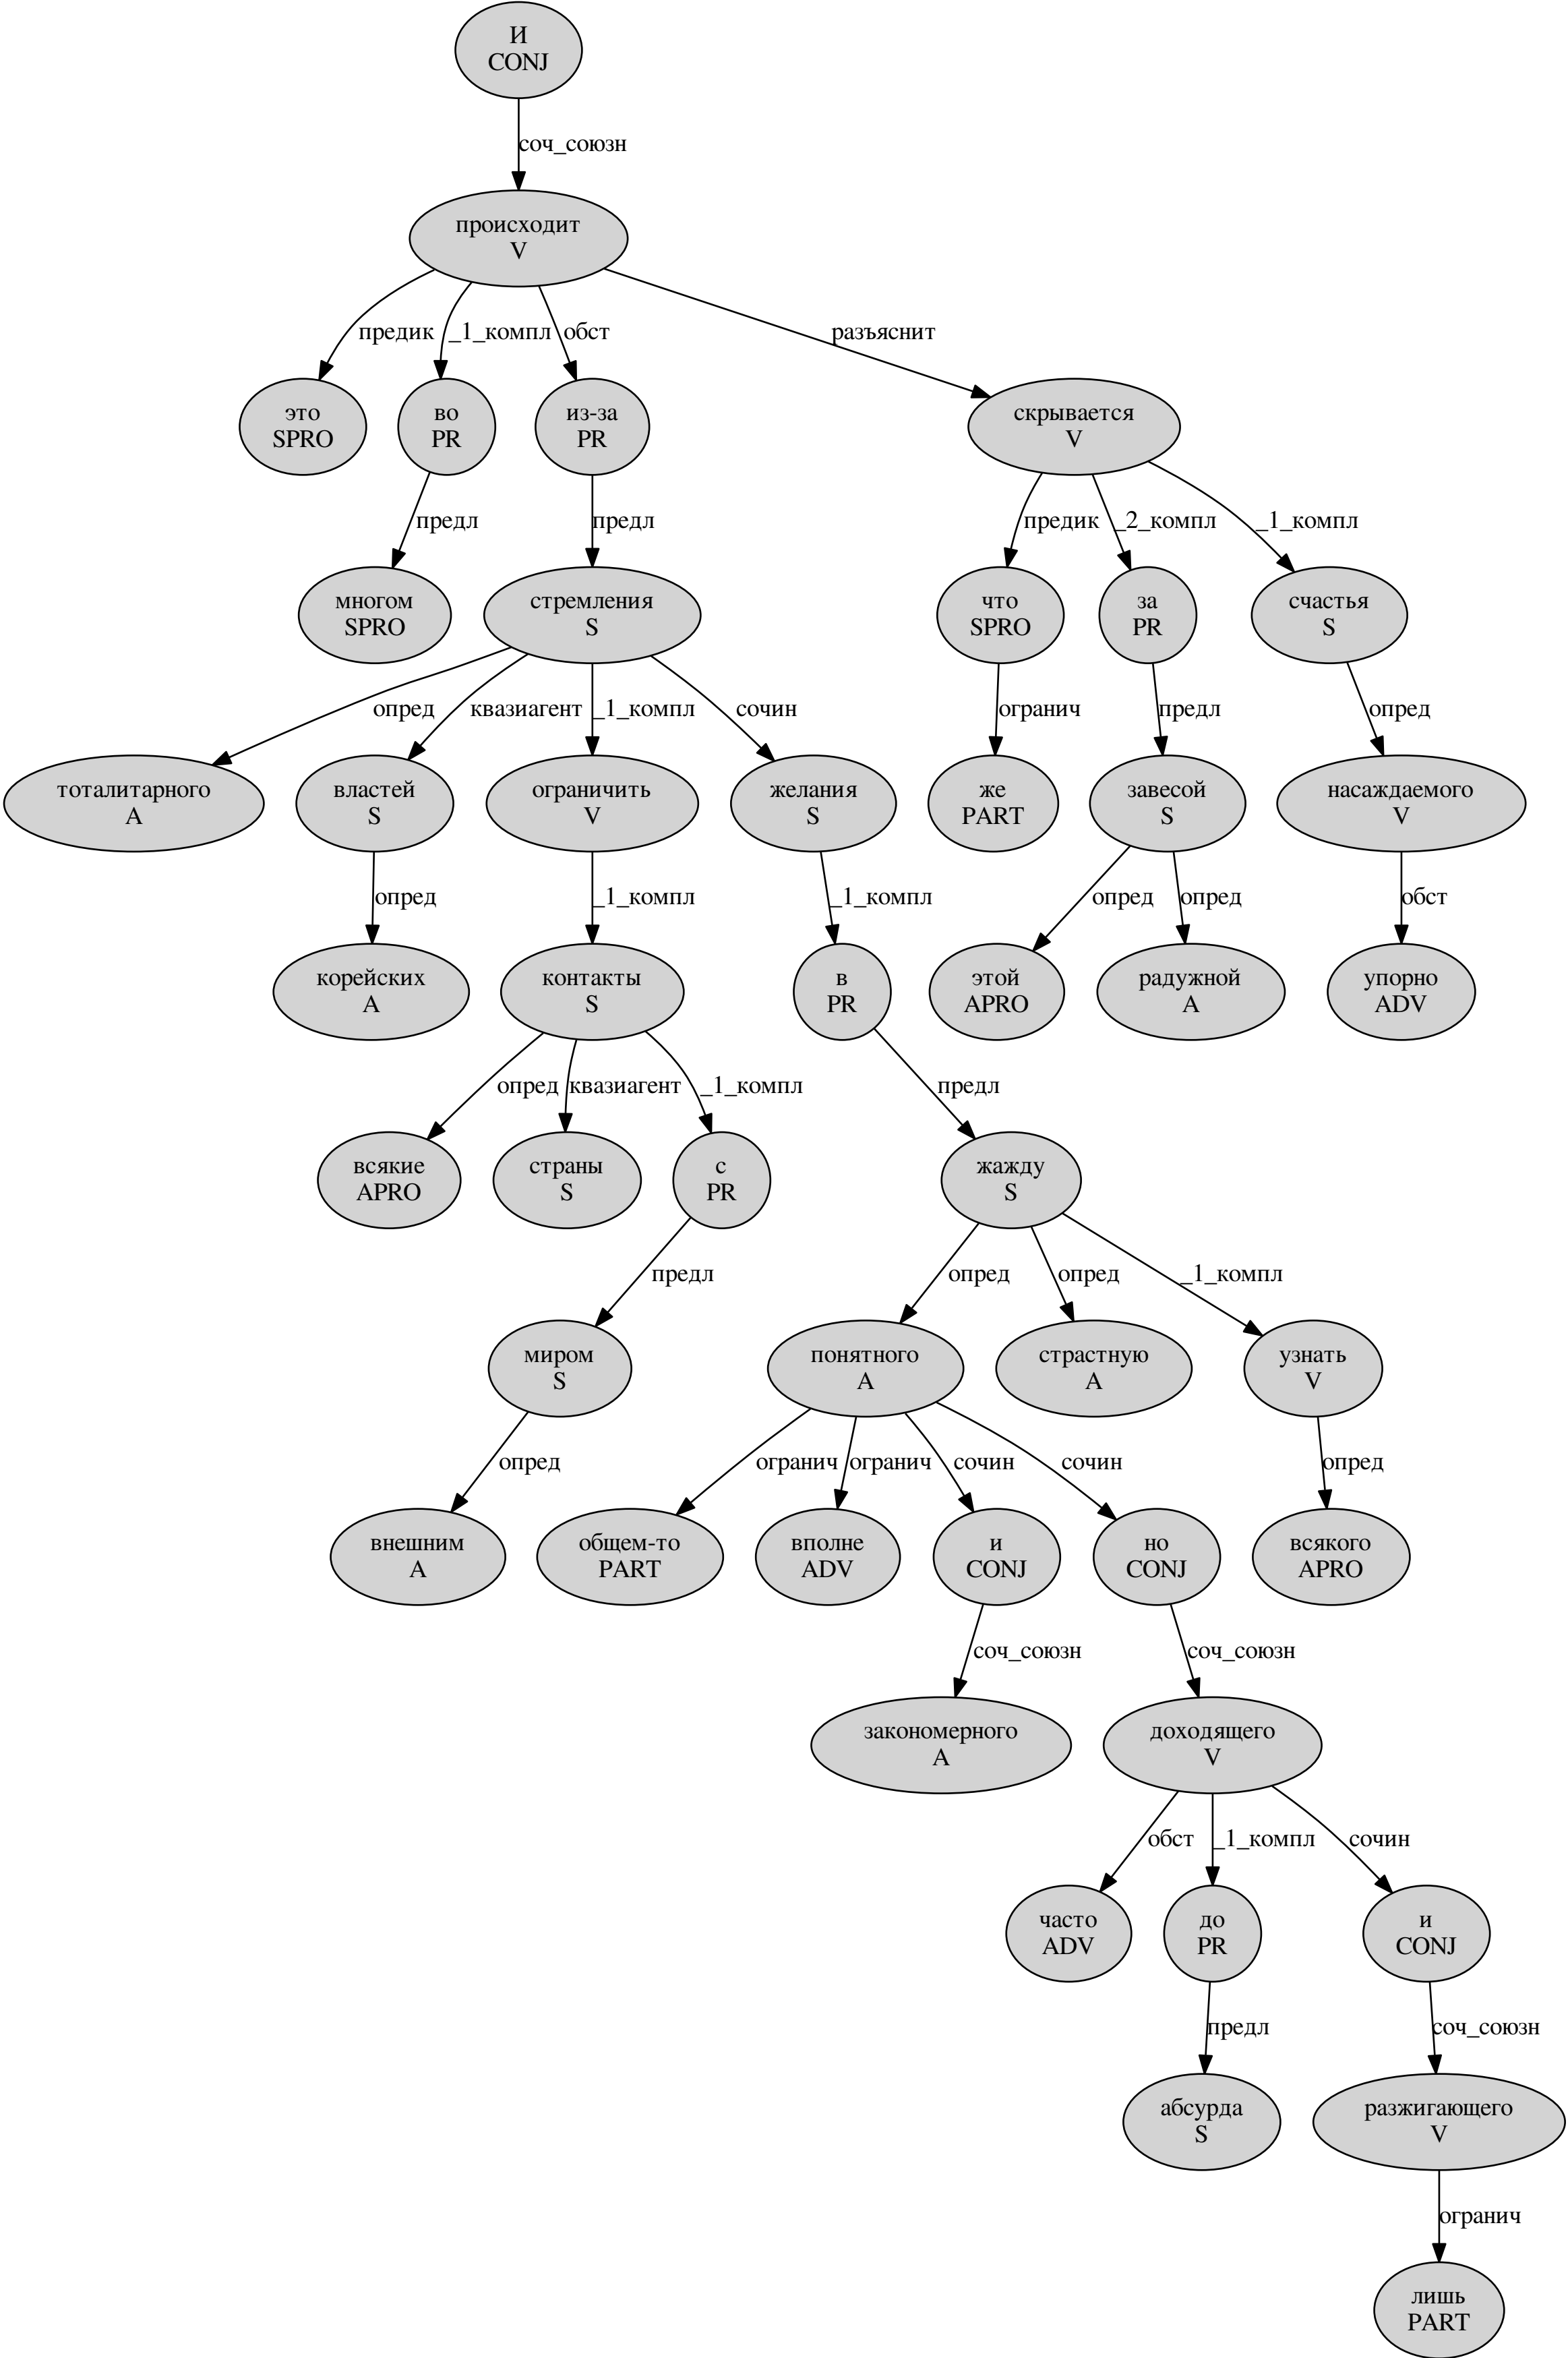 И
CONJ
соч_союзн
происходит
V
предик
_1_компл
обст
разъяснит
это
SPRO
во
PR
из-за
PR
скрывается
V
предл
предл
предик
_2_компл
_1_компл
многом
SPRO
стремления
S
что
SPRO
за
PR
счастья
S
опред
квазиагент
_1_компл
сочин
огранич
предл
опред
тоталитарного
A
властей
S
ограничить
V
желания
S
же
PART
завесой
S
насаждаемого
V
опред
_1_компл
_1_компл
опред
опред
обст
корейских
A
контакты
S
в
PR
этой
APRO
радужной
A
упорно
ADV
опред
квазиагент
_1_компл
предл
всякие
APRO
страны
S
с
PR
жажду
S
предл
опред
опред
_1_компл
миром
S
понятного
A
страстную
A
узнать
V
опред
огранич
огранич
сочин
сочин
опред
внешним
A
общем-то
PART
вполне
ADV
и
CONJ
но
CONJ
всякого
APRO
соч_союзн
соч_союзн
закономерного
A
доходящего
V
обст
_1_компл
сочин
часто
ADV
до
PR
и
CONJ
предл
соч_союзн
абсурда
S
разжигающего
V
огранич
лишь
PART